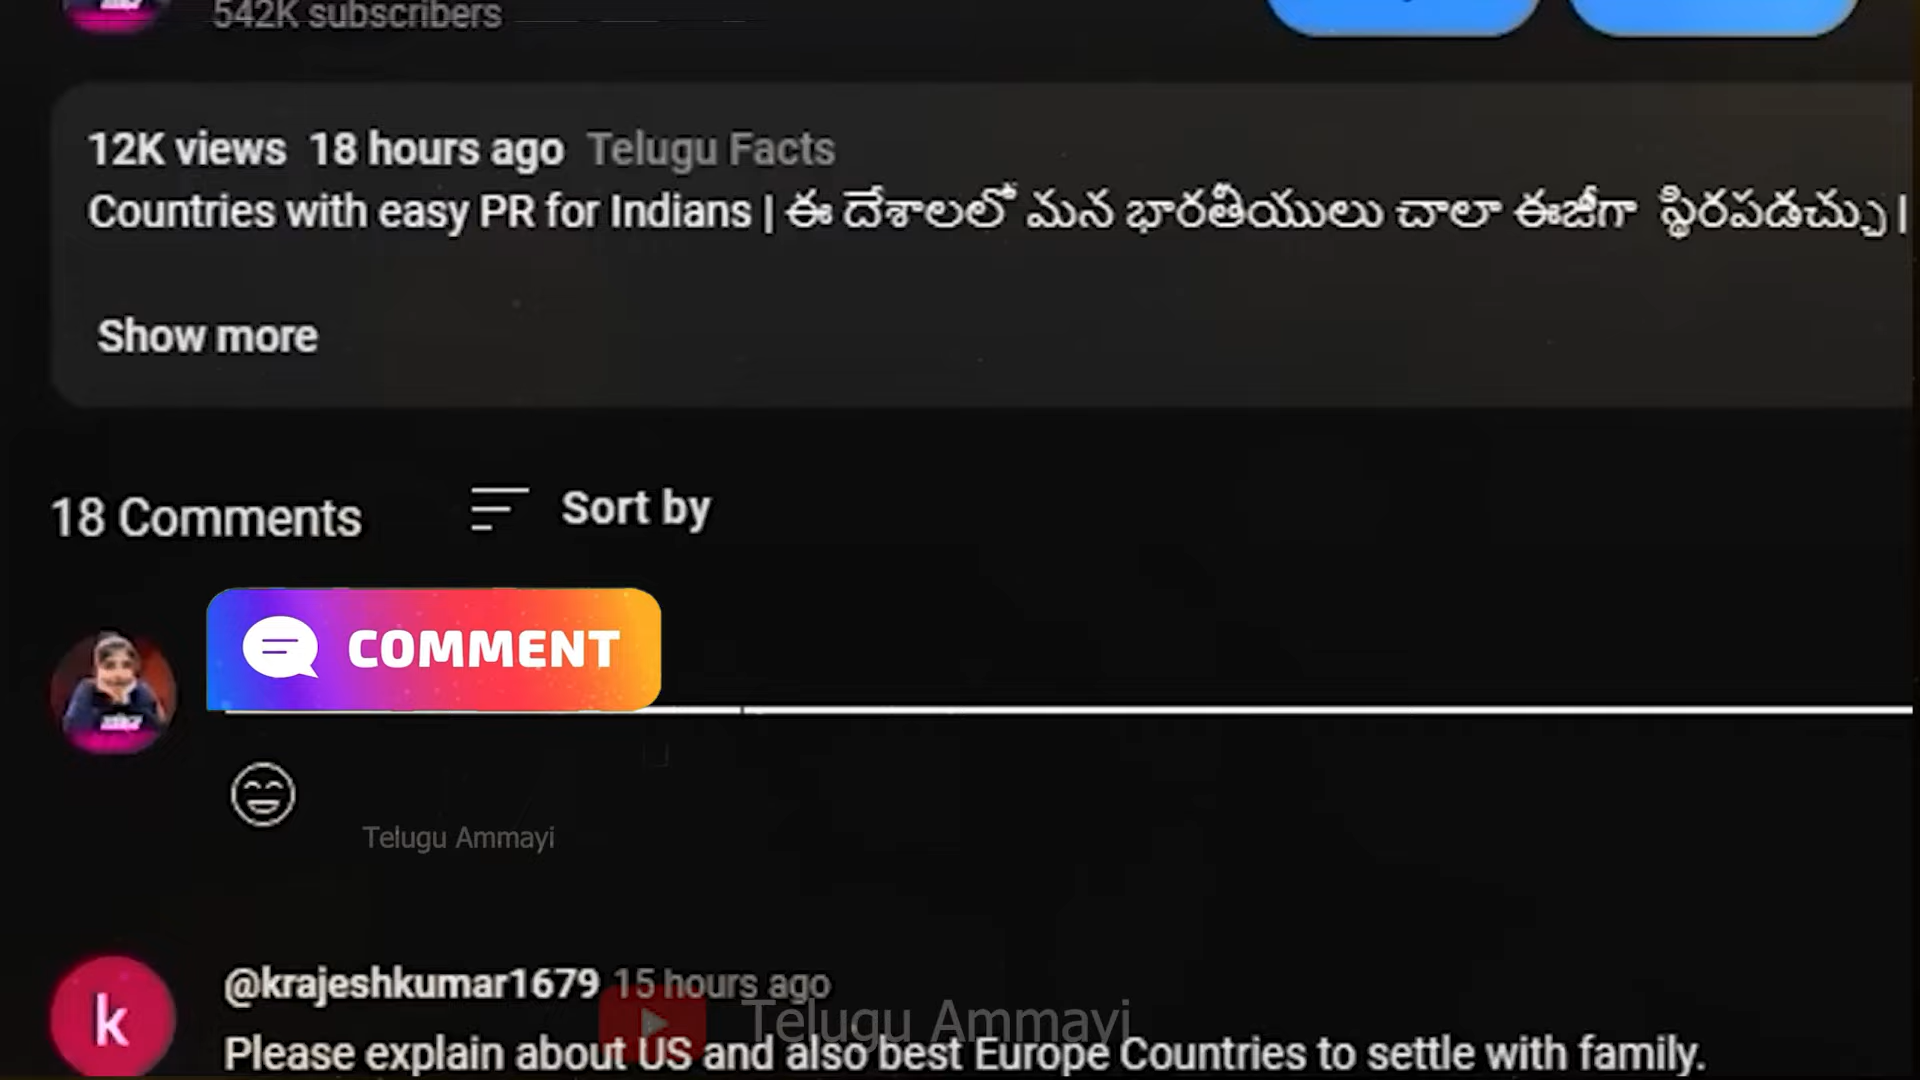 542K subscribers
12K views 18 hours ago Telugu Facts
Countries with easy PR for Indians | ఈ దేశాలలో మన భారతీయులు చాలా ఈజీగా స్థిరపడచ్చు |
Show more
18 Comments Sort by
COMMENT
Telugu Ammayi
k
@krajeshkumar1679 15 hours ago
Telugu Ammayi
Please explain about US and also best Europe Countries to settle with family.